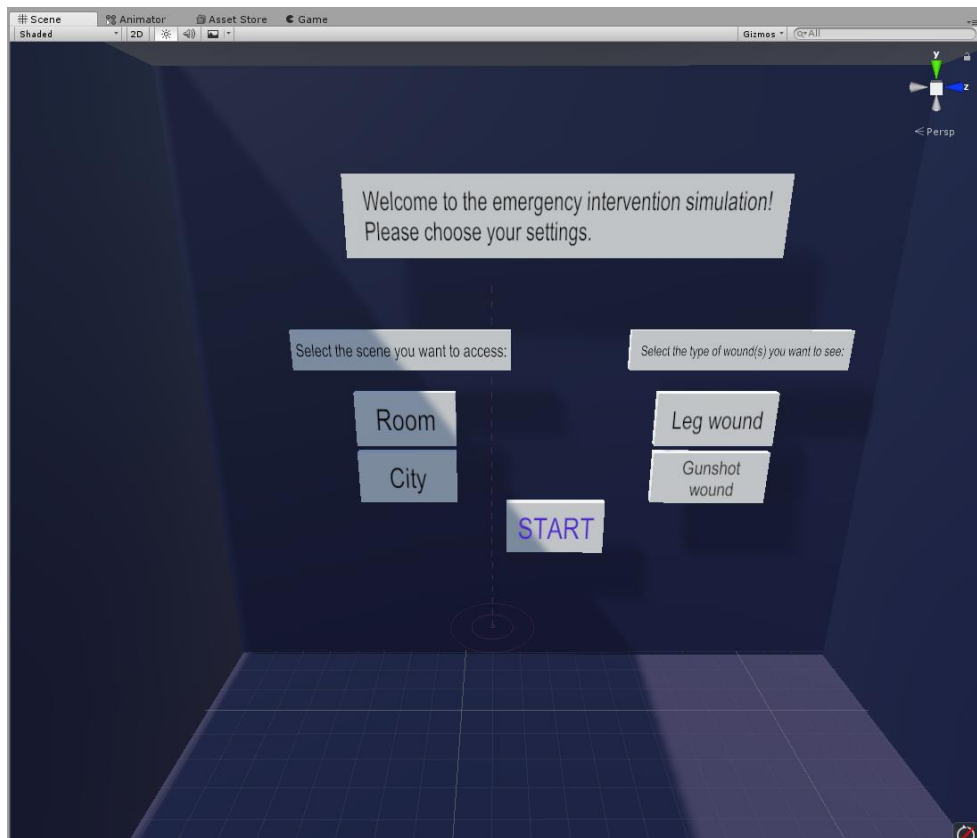 Scene Animator Asset Store Game
Shaded 2D Gizmos All
y
z
Persp
Welcome to the emergency intervention simulation!
Please choose your settings.
Select the scene you want to access:
Select the type of wound(s) you want to see:
Room
Leg wound
City
Gunshot
wound
START